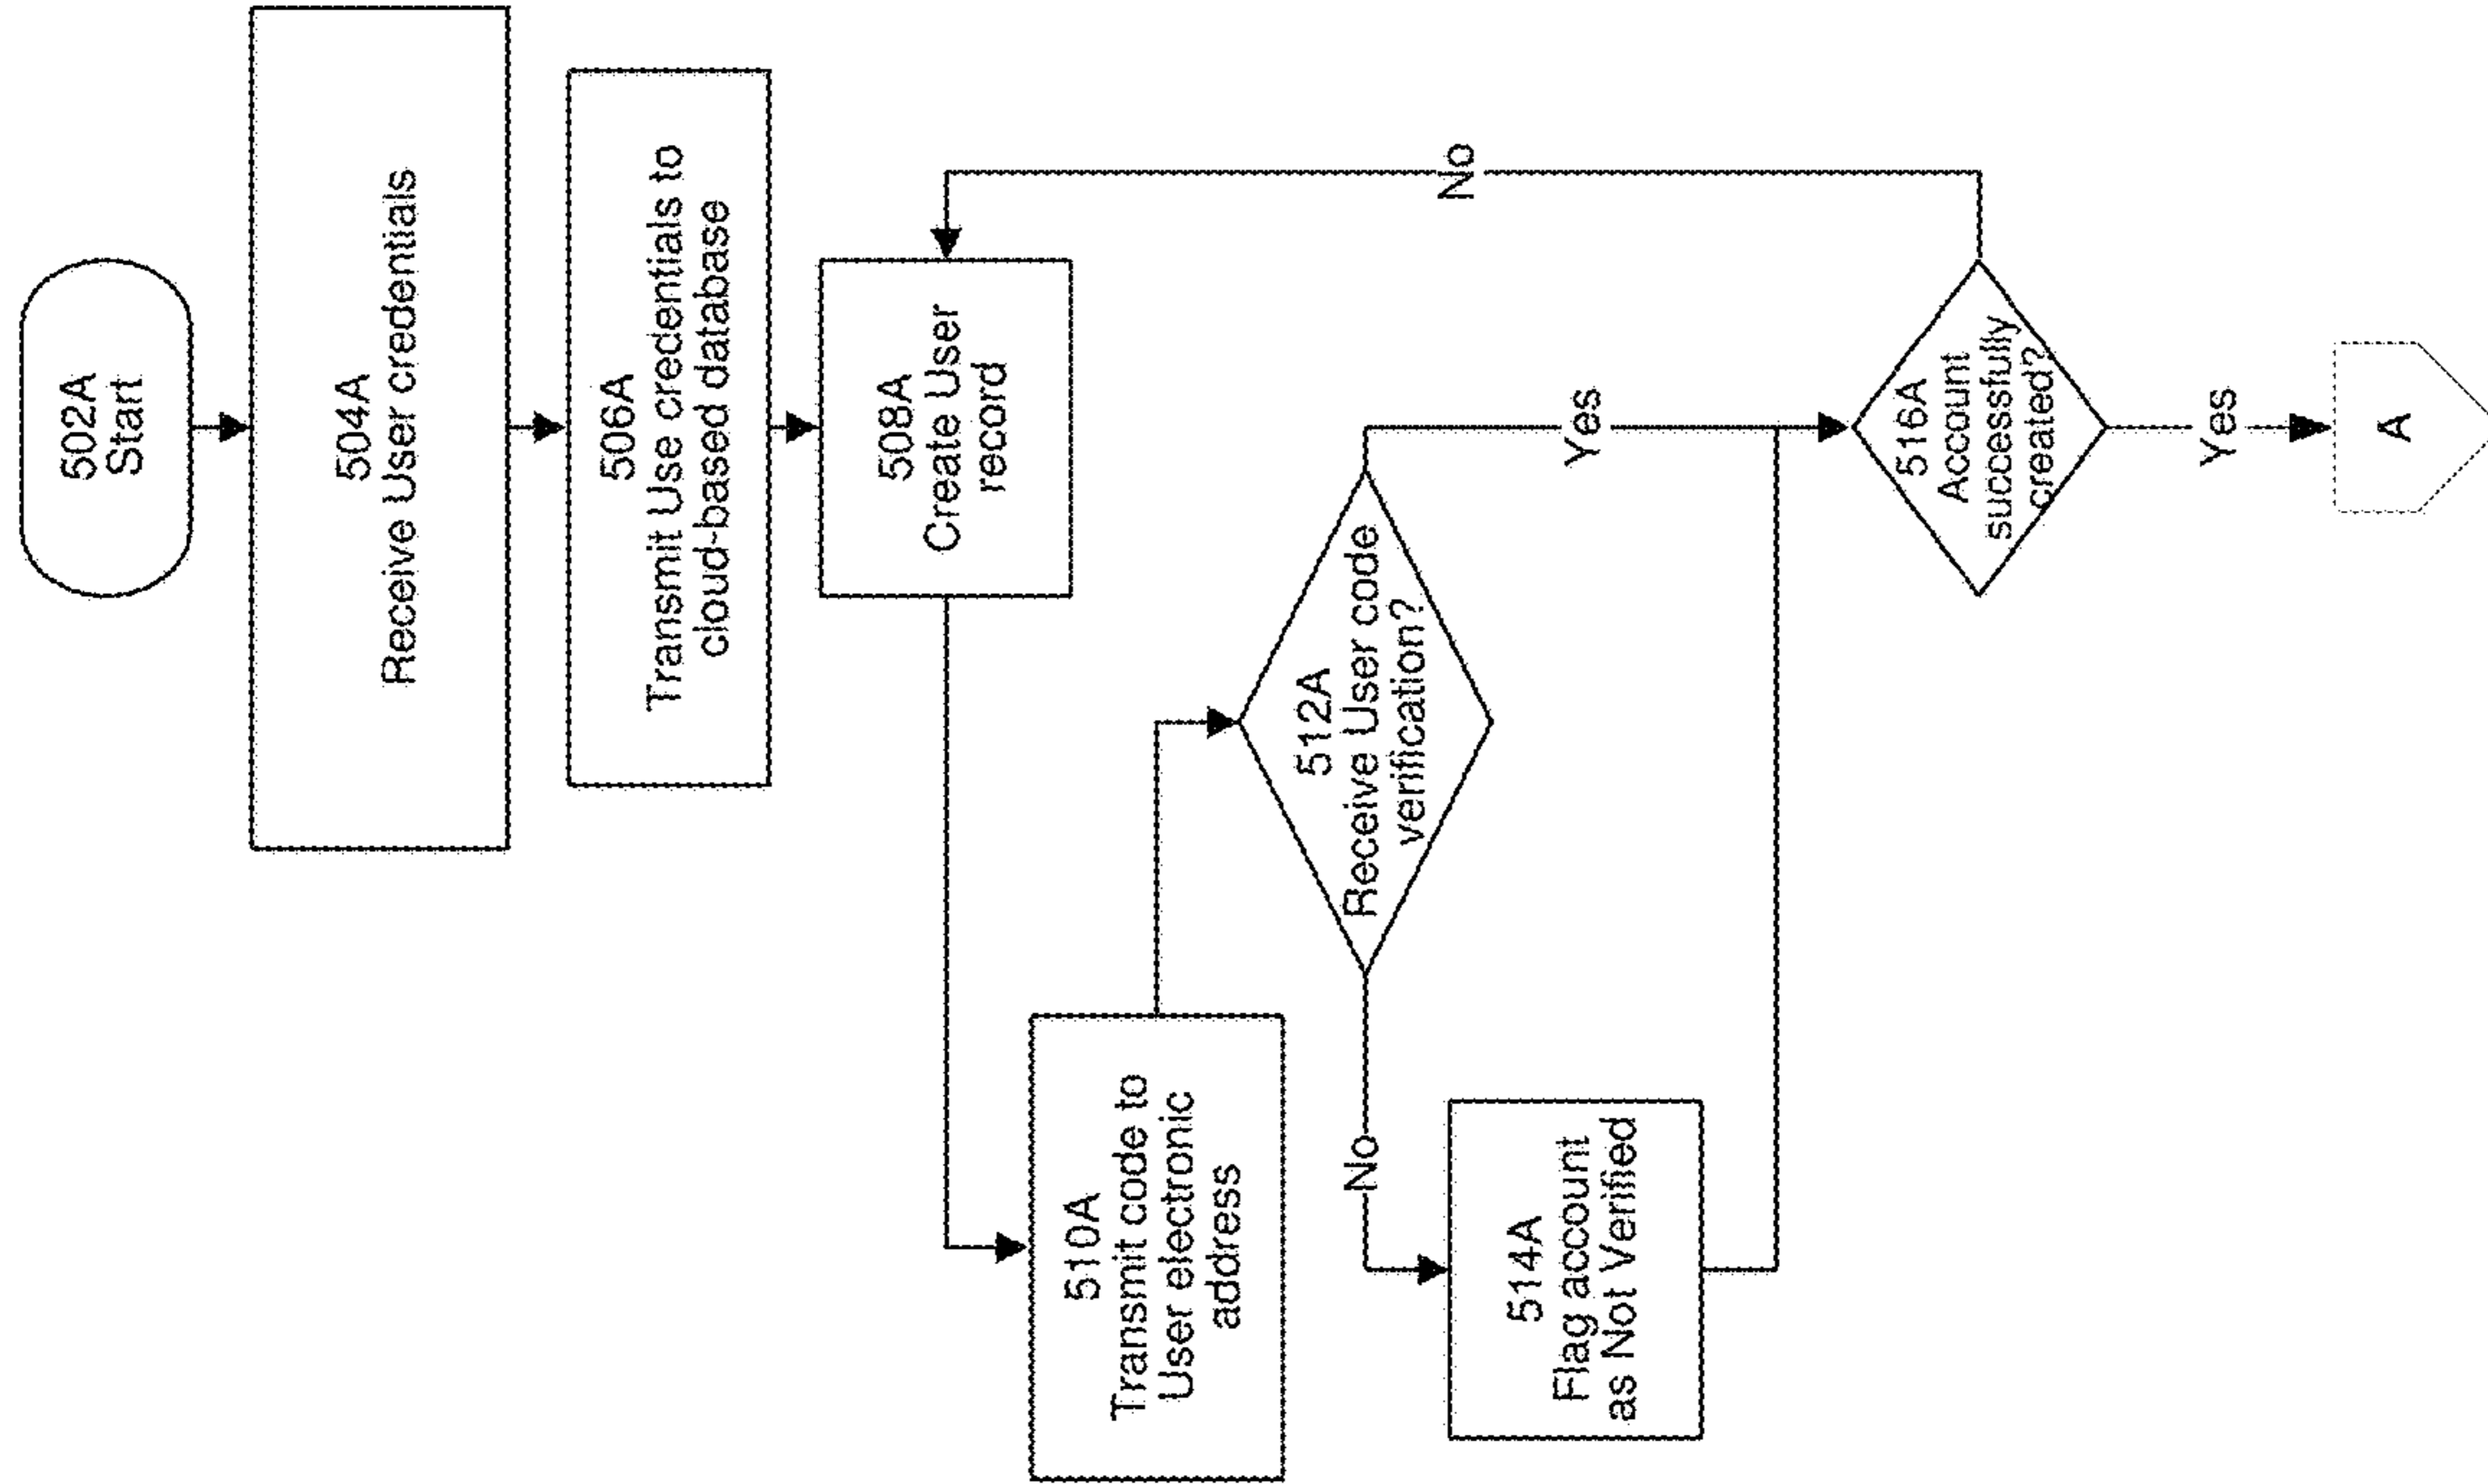 502A
Start
504A
Receive User credentials
506A
Transmit Use credentials to
cloud-based database
508A
Create User
record
510A
Transmit code to
User electronic
address
512A
Receive User code
verification?
No
Yes
514A
Flag account
as Not Verified
516A
Account
successfully
created?
No
Yes
A